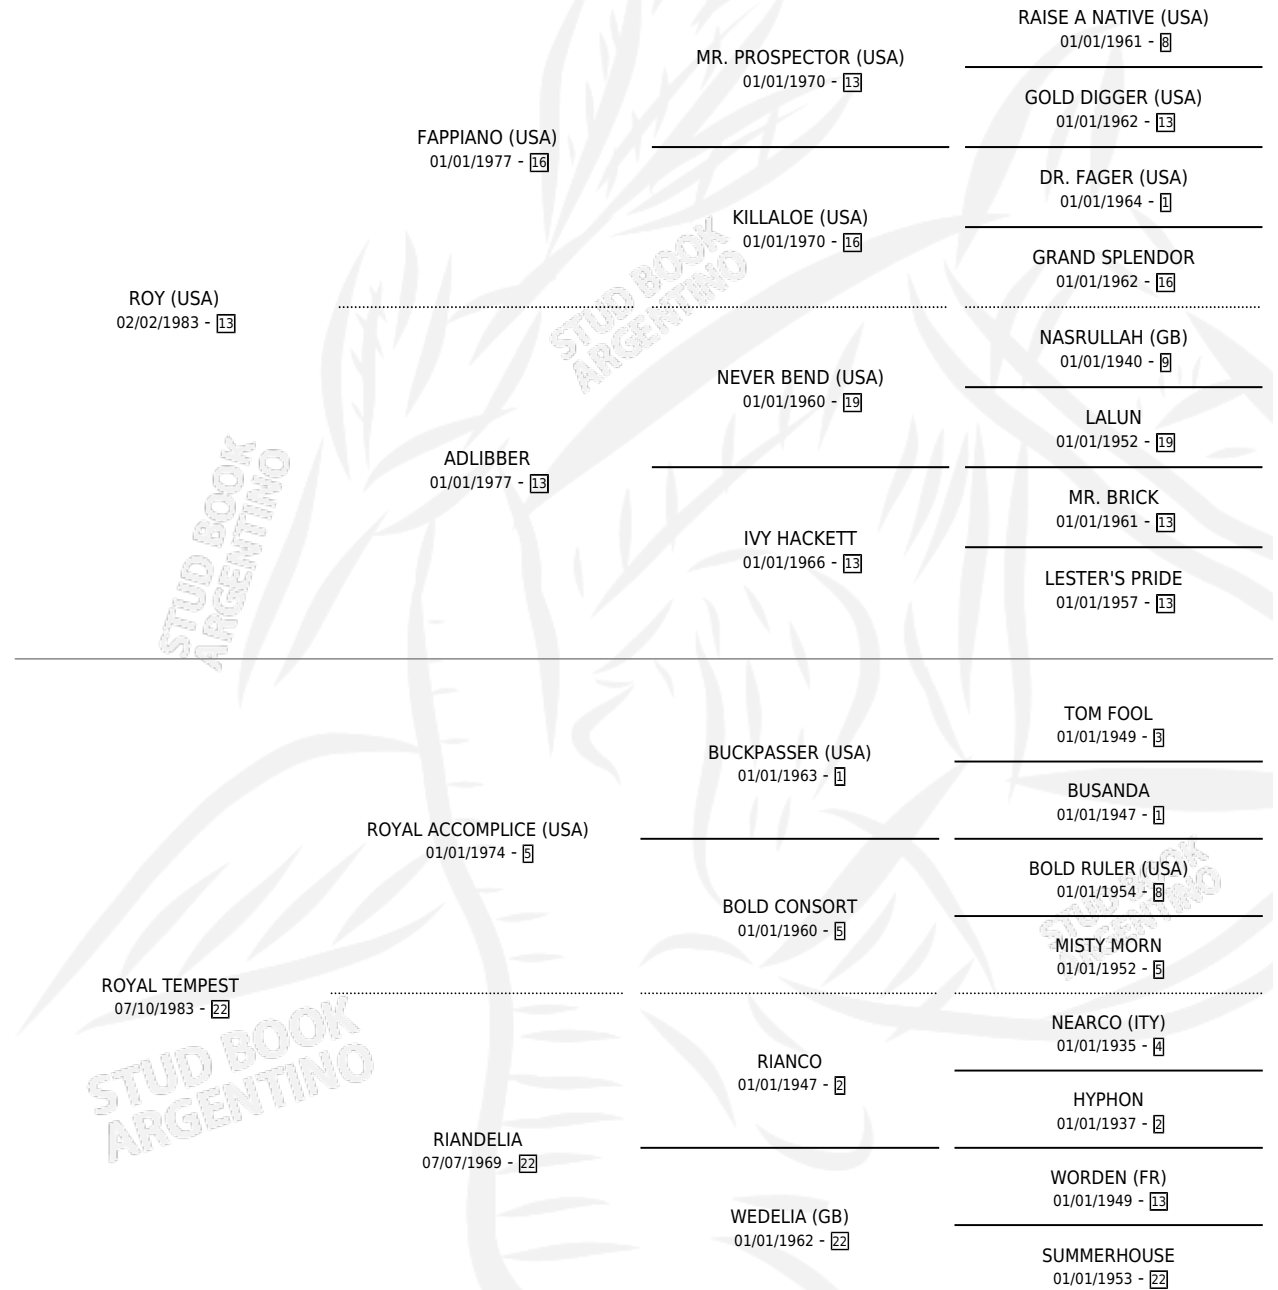 RAISE A NATIVE (USA)
01/01/1961 - 8
MR. PROSPECTOR (USA)
01/01/1970 - 13
GOLD DIGGER (USA)
01/01/1962 - 13
FAPPIANO (USA)
01/01/1977 - 16
DR. FAGER (USA)
01/01/1964 - 1
KILLALOE (USA)
01/01/1970 - 16
GRAND SPLENDOR
01/01/1962 - 16
ROY (USA)
02/02/1983 - 13
STUD BOOK
ARGENTINO
NASRULLAH (GB)
01/01/1940 - 9
NEVER BEND (USA)
01/01/1960 - 19
LALUN
01/01/1952 - 19
ADLIBBER
01/01/1977 - 13
MR. BRICK
01/01/1961 - 13
IVY HACKETT
01/01/1966 - 13
LESTER'S PRIDE
01/01/1957 - 13
STUD BOOK
ARGENTINO
TOM FOOL
01/01/1949 - 3
BUCKPASSER (USA)
01/01/1963 - 1
BUSANDA
01/01/1947 - 1
ROYAL ACCOMPLICE (USA)
01/01/1974 - 5
BOLD RULER (USA)
01/01/1954 - 8
BOLD CONSORT
01/01/1960 - 5
MISTY MORN
01/01/1952 - 5
STUD BOOK
ARGENTINO
ROYAL TEMPEST
07/10/1983 - 22
NEARCO (ITY)
01/01/1935 - 4
RIANCO
01/01/1947 - 2
HYPHON
01/01/1937 - 2
STUD BOOK
ARGENTINO
RIANDELIA
07/07/1969 - 22
WORDEN (FR)
01/01/1949 - 13
WEDELIA (GB)
01/01/1962 - 22
SUMMERHOUSE
01/01/1953 - 22